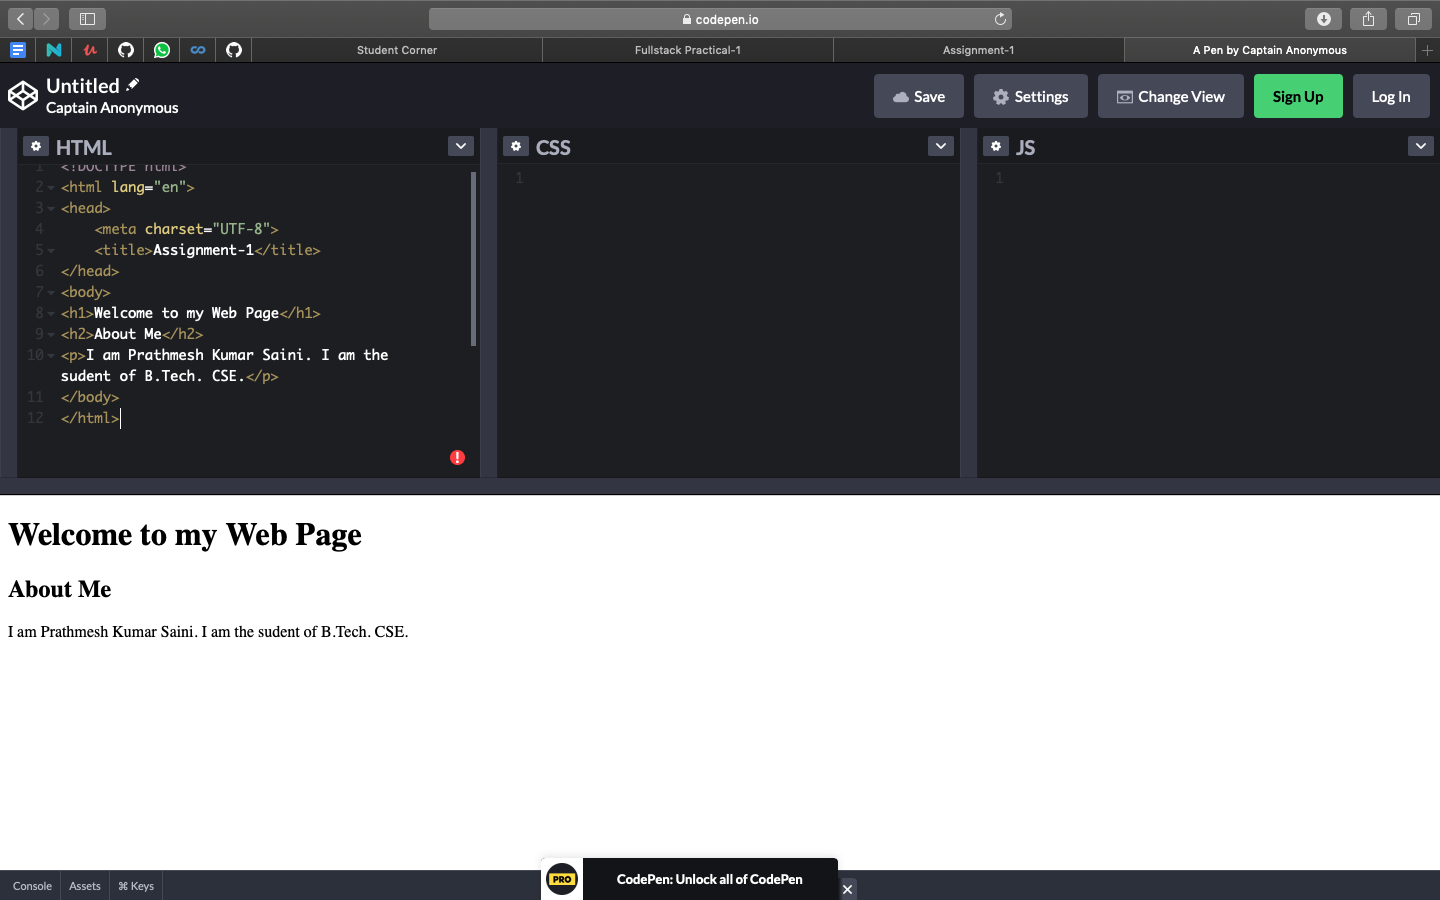 codepen.io
Student Corner
Fullstack Practical-1
Assignment-1
A Pen by Captain Anonymous
Untitled
Captain Anonymous
Save
Settings
Change View
Sign Up
Log In
HTML
1 <!DOCTYPE html>
2 <html lang="en">
3 <head>
4 <meta charset="UTF-8">
5 <title>Assignment-1</title>
6 </head>
7 <body>
8 <h1>Welcome to my Web Page</h1>
9 <h2>About Me</h2>
10 <p>I am Prathmesh Kumar Saini. I am the
sudent of B.Tech. CSE.</p>
11 </body>
12 </html>
CSS
1
JS
1
Welcome to my Web Page
About Me
I am Prathmesh Kumar Saini. I am the sudent of B.Tech. CSE.
Console
Assets
⌘ Keys
PRO
CodePen: Unlock all of CodePen